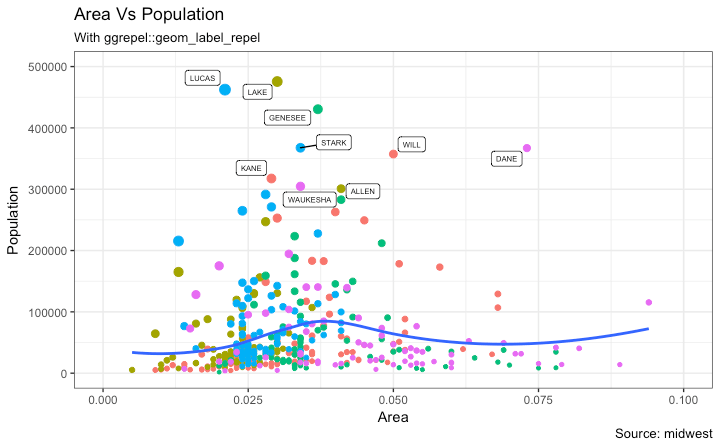 Area Vs Population
With ggrepel::geom_label_repel
500000
400000
300000
200000
100000
0
Population
LUCAS
LAKE
GENESEE
STARK
WILL
DANE
KANE
ALLEN
WAUKESHA
0.000
0.025
0.050
0.075
0.100
Area
Source: midwest